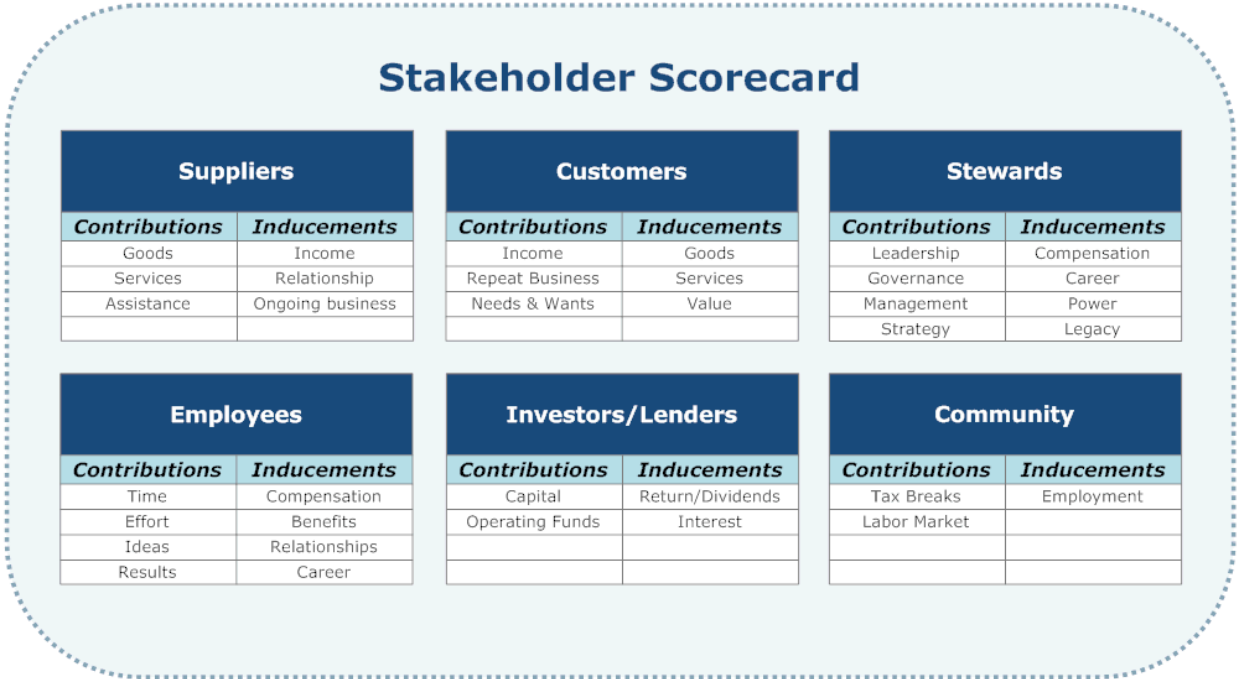 Stakeholder Scorecard
Suppliers
Contributions Inducements
Goods Income
Services Relationship
Assistance Ongoing business
Customers
Contributions Inducements
Income Goods
Repeat Business Services
Needs & Wants Value
Stewards
Contributions Inducements
Leadership Compensation
Governance Career
Management Power
Strategy Legacy
Employees
Contributions Inducements
Time Compensation
Effort Benefits
Ideas Relationships
Results Career
Investors/Lenders
Contributions Inducements
Capital Return/Dividends
Operating Funds Interest
Community
Contributions Inducements
Tax Breaks Employment
Labor Market